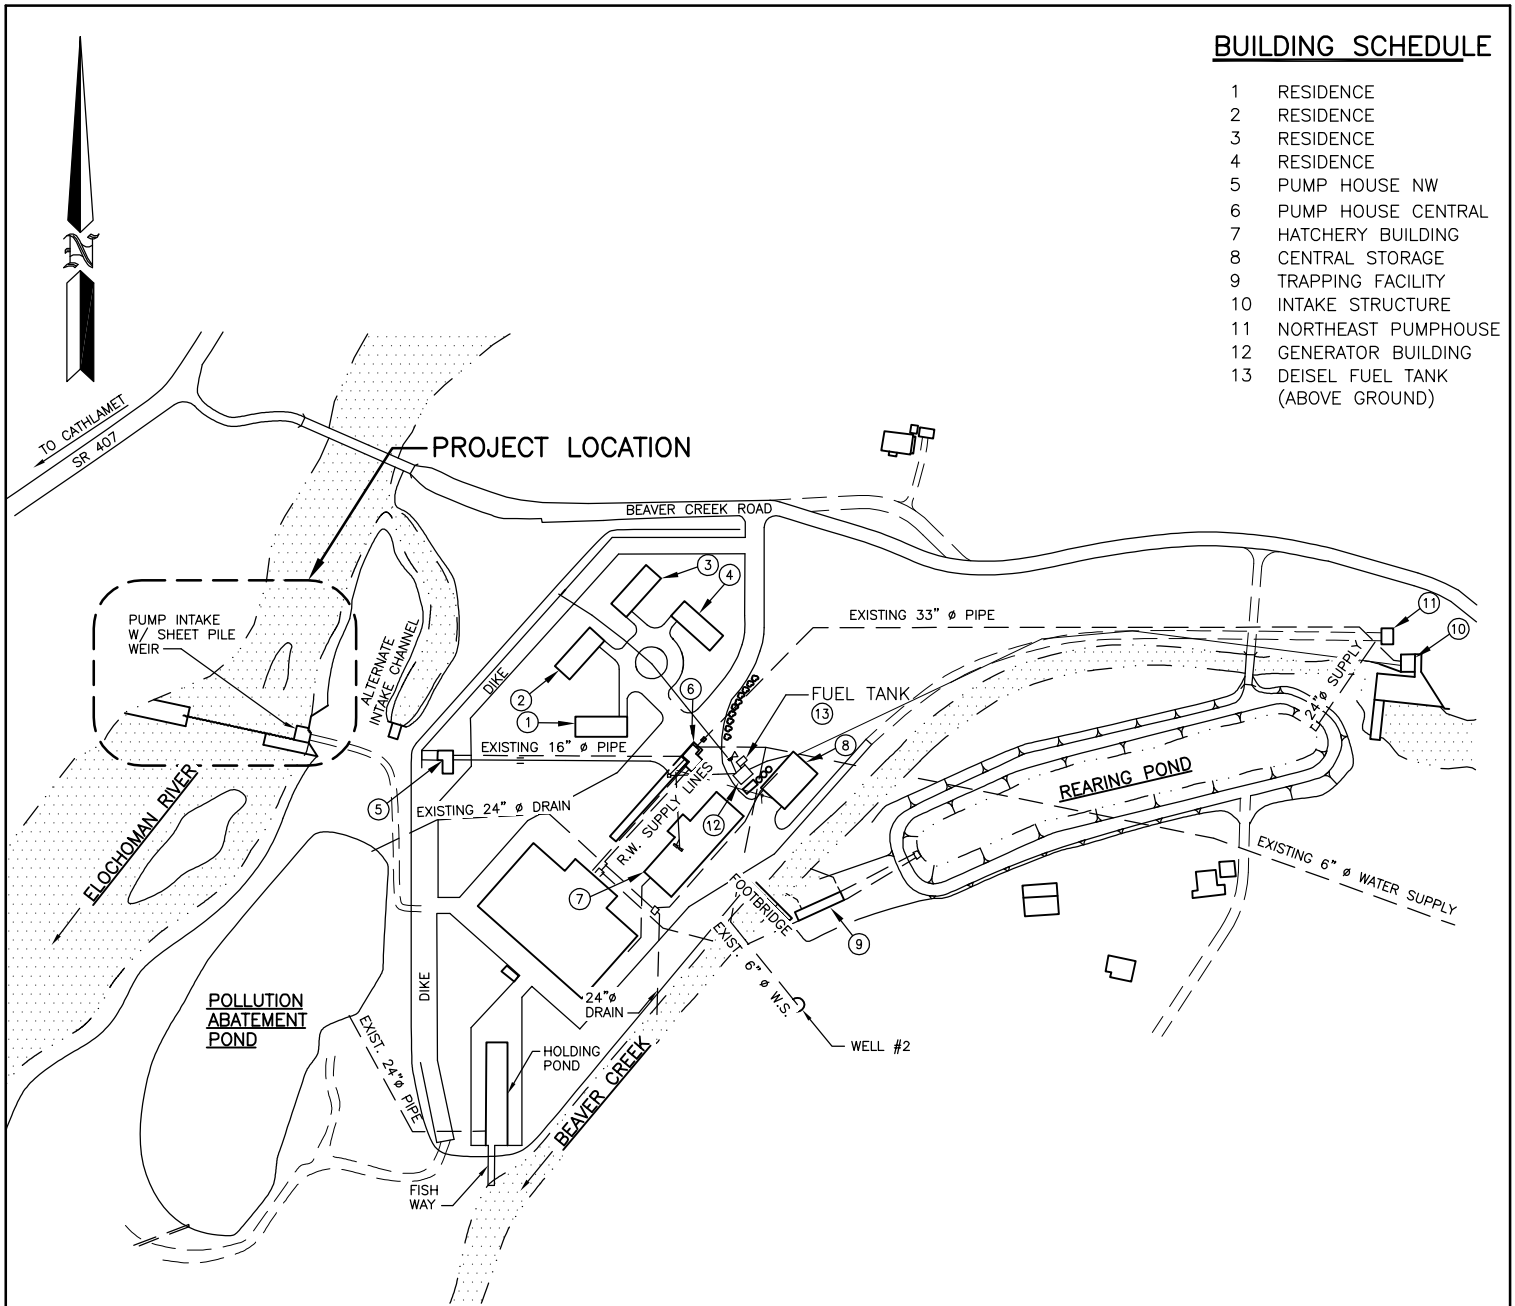 BUILDING SCHEDULE
1 RESIDENCE
2 RESIDENCE
3 RESIDENCE
4 RESIDENCE
5 PUMP HOUSE NW
6 PUMP HOUSE CENTRAL
7 HATCHERY BUILDING
8 CENTRAL STORAGE
9 TRAPPING FACILITY
10 INTAKE STRUCTURE
11 NORTHEAST PUMPHOUSE
12 GENERATOR BUILDING
13 DEISEL FUEL TANK
(ABOVE GROUND)
N
TO CATHLAMET
SR 407
PROJECT LOCATION
BEAVER CREEK ROAD
3
4
EXISTING 33" ø PIPE
11
10
PUMP INTAKE
W/ SHEET PILE
WEIR
ALTERNATE
INTAKE CHANNEL
DIKE
2
1
6
FUEL TANK
13
8
24"ø SUPPLY
EXISTING 16" ø PIPE
REARING POND
R.W. SUPPLY LINES
5
EXISTING 24" ø DRAIN
12
ELOCHOMAN RIVER
EXISTING 6" ø WATER SUPPLY
7
FOOTBRIDGE
9
EXIST. 6" ø W.S.
DIKE
POLLUTION
ABATEMENT
POND
24"ø
DRAIN
EXIST. 24"ø PIPE
HOLDING
POND
WELL #2
BEAVER CREEK
FISH
WAY